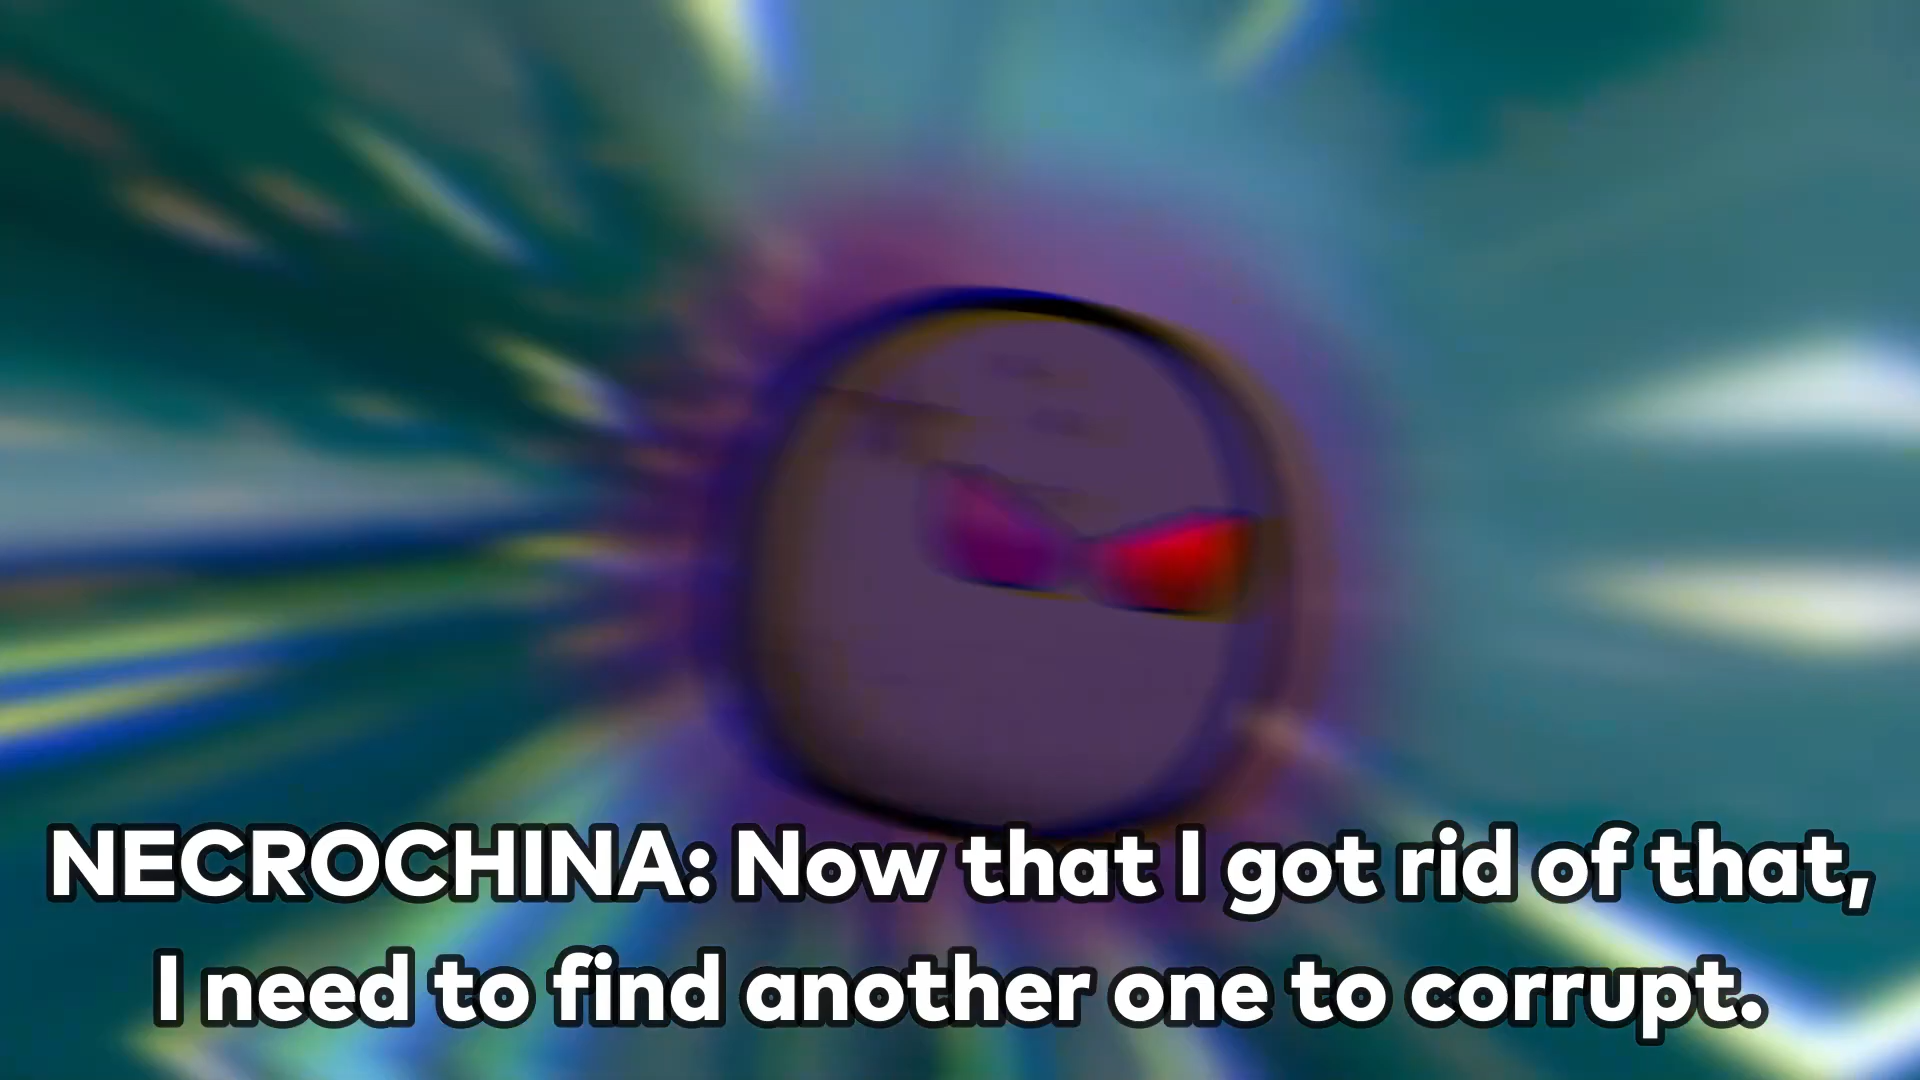 NECROCHINA: Now that I got rid of that,
I need to find another one to corrupt.